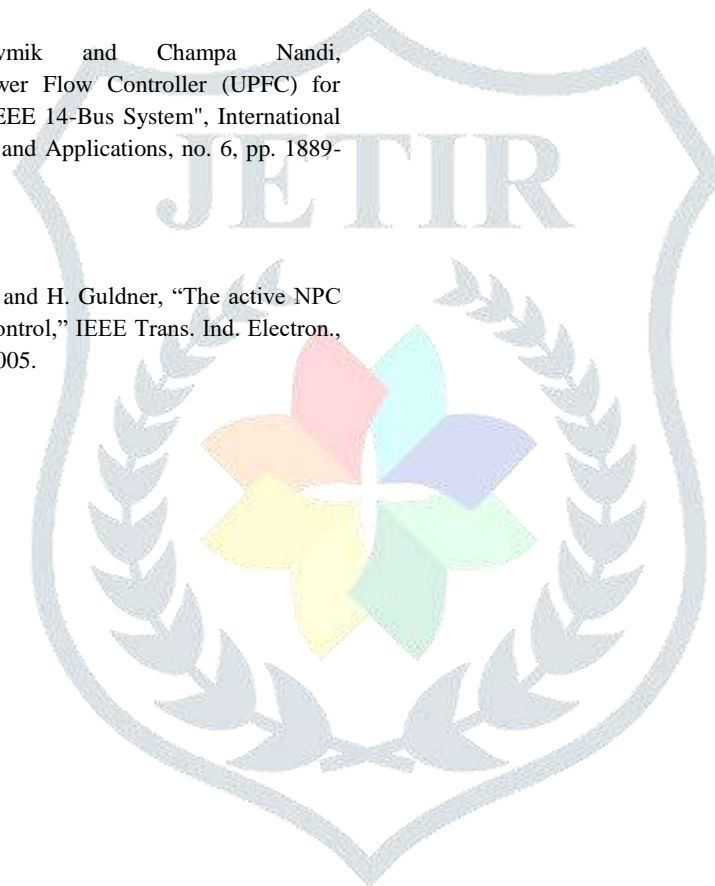 ymik and Champa Nandi,
wer Flow Controller (UPFC) for
EEE 14-Bus System", International
and Applications, no. 6, pp. 1889-
JETIR
and H. Guldner, “The active NPC
ontrol,” IEEE Trans. Ind. Electron.,
005.